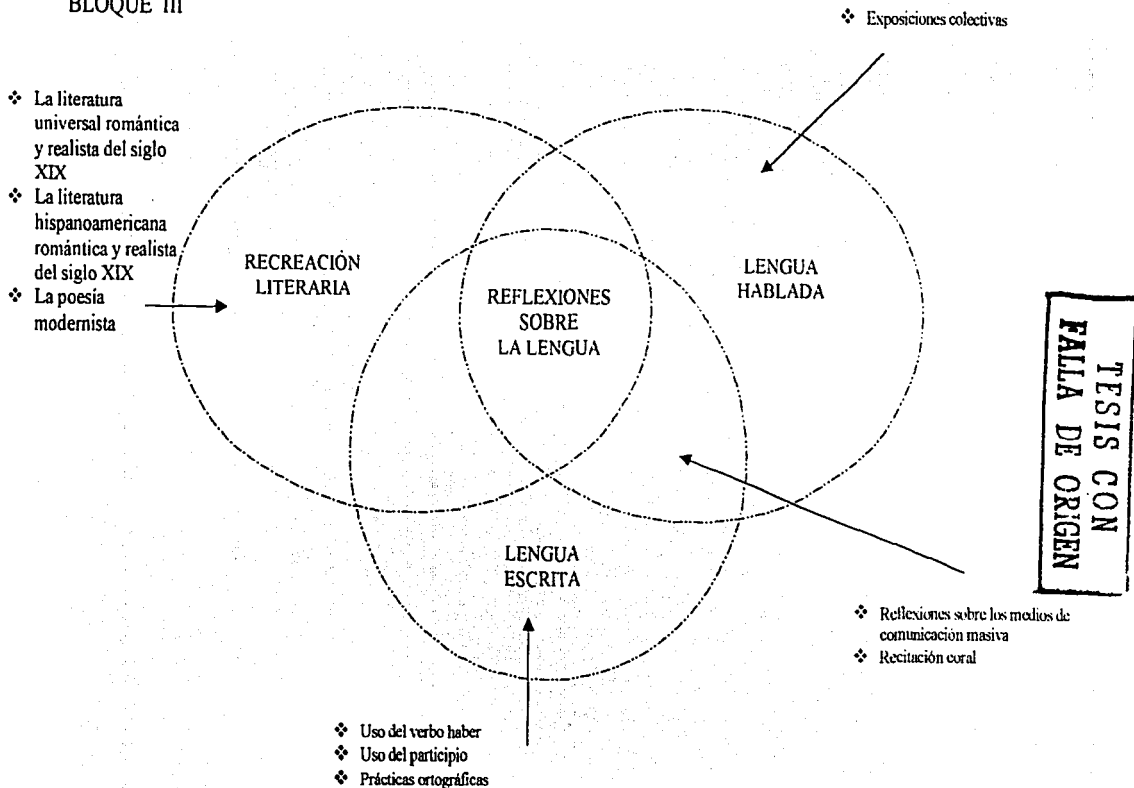 BLOQUE III
❖ Exposiciones colectivas
❖ La literatura
universal romántica
y realista del siglo
XIX
❖ La literatura
hispanoamericana
romántica y realista
del siglo XIX
❖ La poesía
modernista
RECREACIÓN
LITERARIA
REFLEXIONES
SOBRE
LA LENGUA
LENGUA
HABLADA
LENGUA
ESCRITA
❖ Reflexiones sobre los medios de
comunicación masiva
❖ Recitación coral
❖ Uso del verbo haber
❖ Uso del participio
❖ Prácticas ortográficas
TESIS CON
FALLA DE ORIGEN